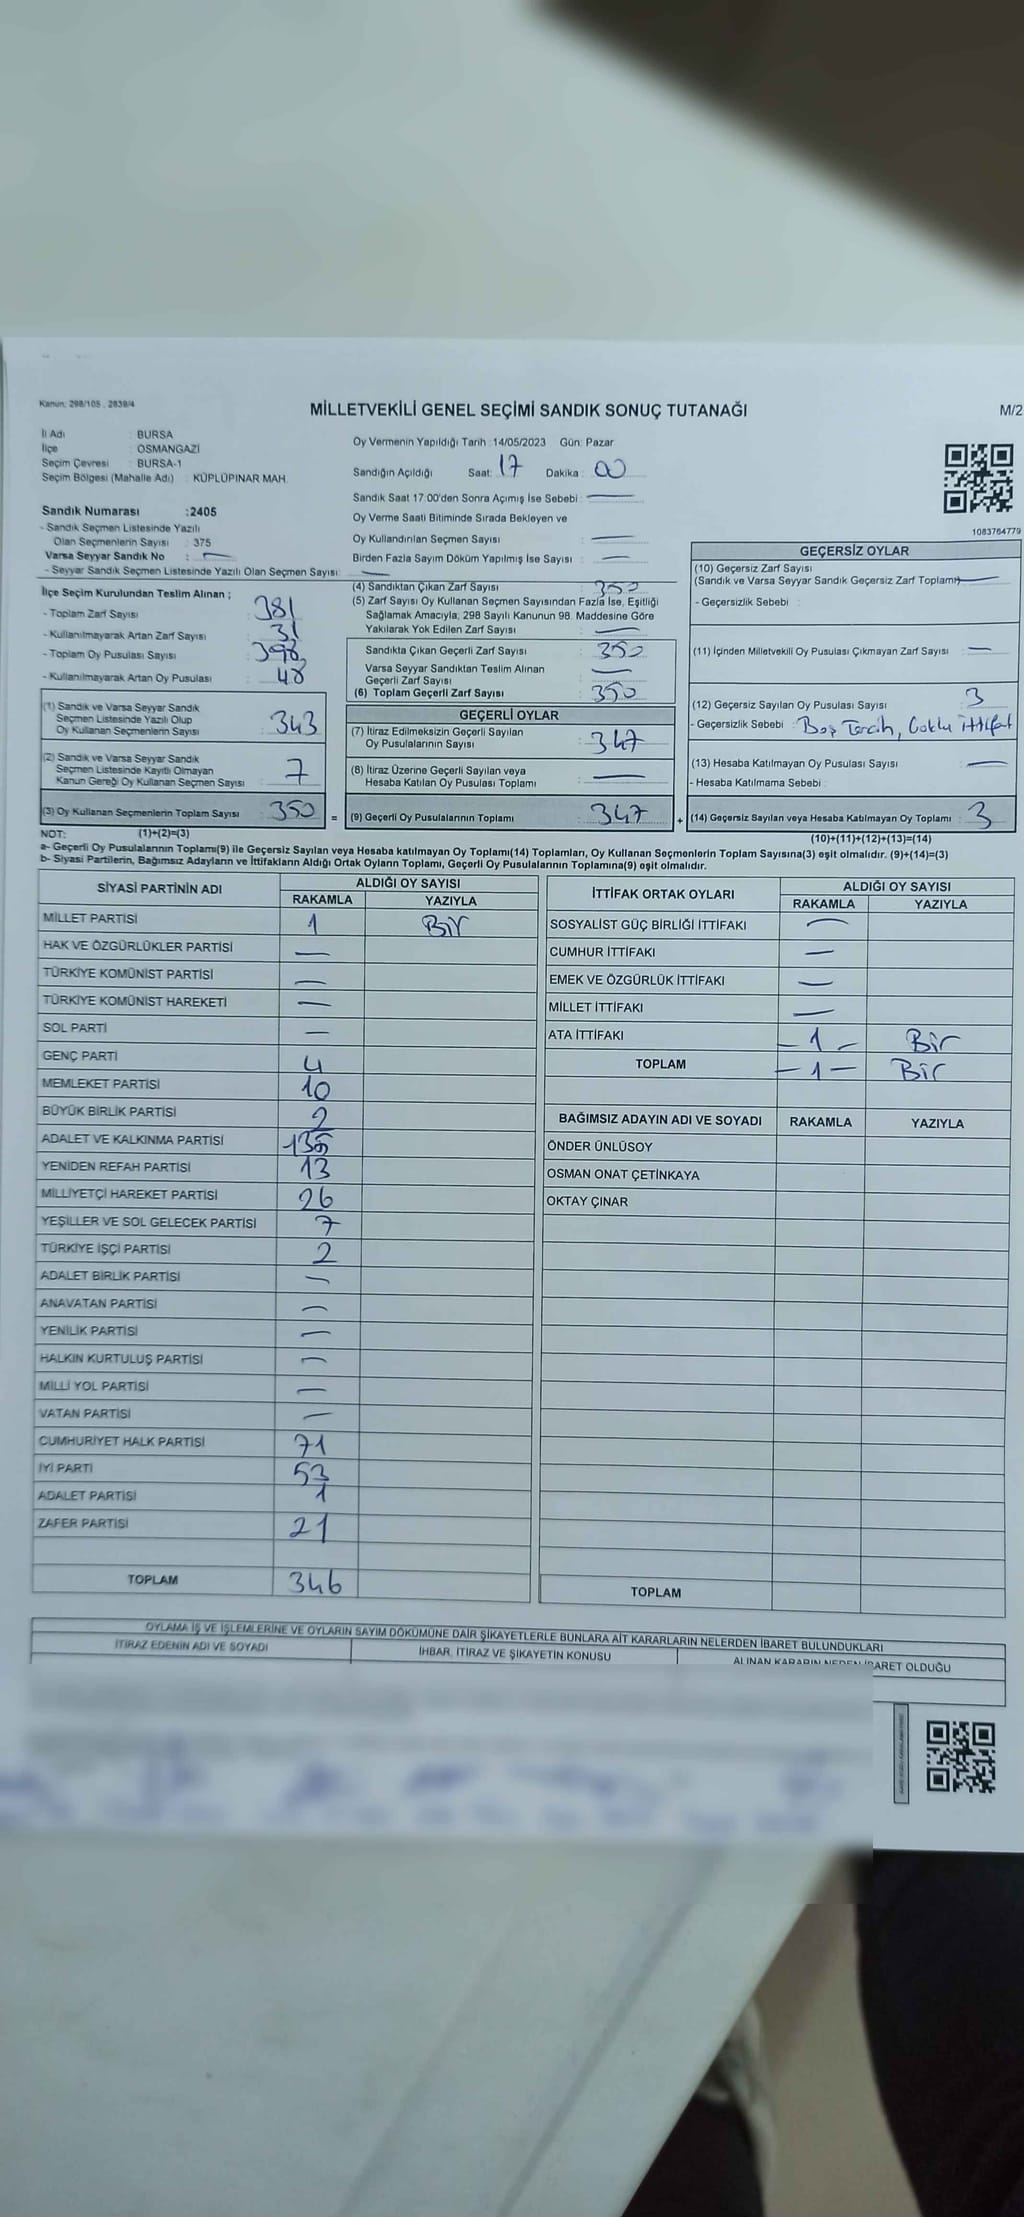 Kanun: 298/105 , 2839/4
MİLLETVEKİLİ GENEL SEÇİMİ SANDIK SONUÇ TUTANAĞI
M/2
İl Adı : BURSA
İlçe : OSMANGAZİ
Seçim Çevresi : BURSA-1
Seçim Bölgesi (Mahalle Adı) : KÜPLÜPINAR MAH.
Sandık Numarası :2405
- Sandık Seçmen Listesinde Yazılı
Olan Seçmenlerin Sayısı : 375
Varsa Seyyar Sandık No : —
- Seyyar Sandık Seçmen Listesinde Yazılı Olan Seçmen Sayısı: —
Oy Vermenin Yapıldığı Tarih :14/05/2023 Gün: Pazar
Sandığın Açıldığı Saat: 17 Dakika : 00
Sandık Saat 17:00'den Sonra Açımış İse Sebebi : —
Oy Verme Saati Bitiminde Sırada Bekleyen ve
Oy Kullandırılan Seçmen Sayısı : —
Birden Fazla Sayım Döküm Yapılmış İse Sayısı : —
1083764779
İlçe Seçim Kurulundan Teslim Alınan ;
- Toplam Zarf Sayısı : 381
- Kullanılmayarak Artan Zarf Sayısı : 31
- Toplam Oy Pusulası Sayısı : 398
- Kullanılmayarak Artan Oy Pusulası : 48
(1) Sandık ve Varsa Seyyar Sandık
Seçmen Listesinde Yazılı Olup
Oy Kullanan Seçmenlerin Sayısı : 343
(2) Sandık ve Varsa Seyyar Sandık
Seçmen Listesinde Kayıtlı Olmayan
Kanun Gereği Oy Kullanan Seçmen Sayısı : 7
(3) Oy Kullanan Seçmenlerin Toplam Sayısı : 350
(4) Sandıktan Çıkan Zarf Sayısı : 350
(5) Zarf Sayısı Oy Kullanan Seçmen Sayısından Fazla İse, Eşitliği
Sağlamak Amacıyla; 298 Sayılı Kanunun 98. Maddesine Göre
Yakılarak Yok Edilen Zarf Sayısı : —
Sandıkta Çıkan Geçerli Zarf Sayısı : 350
Varsa Seyyar Sandıktan Teslim Alınan
Geçerli Zarf Sayısı : —
(6) Toplam Geçerli Zarf Sayısı : 350
GEÇERLİ OYLAR
(7) İtiraz Edilmeksizin Geçerli Sayılan
Oy Pusulalarının Sayısı : 347
(8) İtiraz Üzerine Geçerli Sayılan veya
Hesaba Katılan Oy Pusulası Toplamı : —
= (9) Geçerli Oy Pusulalarının Toplamı : 347
GEÇERSİZ OYLAR
(10) Geçersiz Zarf Sayısı
(Sandık ve Varsa Seyyar Sandık Geçersiz Zarf Toplamı) —
- Geçersizlik Sebebi :
(11) İçinden Milletvekili Oy Pusulası Çıkmayan Zarf Sayısı : —
(12) Geçersiz Sayılan Oy Pusulası Sayısı : 3
- Geçersizlik Sebebi : Boş Tercih, Çoklu İttifak
(13) Hesaba Katılmayan Oy Pusulası Sayısı : —
- Hesaba Katılmama Sebebi :
+ (14) Geçersiz Sayılan veya Hesaba Katılmayan Oy Toplamı : 3
NOT: (1)+(2)=(3)
(10)+(11)+(12)+(13)=(14)
a- Geçerli Oy Pusulalarının Toplamı(9) ile Geçersiz Sayılan veya Hesaba katılmayan Oy Toplamı(14) Toplamları, Oy Kullanan Seçmenlerin Toplam Sayısına(3) eşit olmalıdır. (9)+(14)=(3)
b- Siyasi Partilerin, Bağımsız Adayların ve İttifakların Aldığı Ortak Oyların Toplamı, Geçerli Oy Pusulalarının Toplamına(9) eşit olmalıdır.
SİYASİ PARTİNİN ADI ALDIĞI OY SAYISI
RAKAMLA YAZIYLA
MİLLET PARTİSİ 1 Bir
HAK VE ÖZGÜRLÜKLER PARTİSİ —
TÜRKİYE KOMÜNİST PARTİSİ —
TÜRKİYE KOMÜNİST HAREKETİ —
SOL PARTİ —
GENÇ PARTİ 4
MEMLEKET PARTİSİ 10
BÜYÜK BİRLİK PARTİSİ 2
ADALET VE KALKINMA PARTİSİ 135
YENİDEN REFAH PARTİSİ 13
MİLLİYETÇİ HAREKET PARTİSİ 26
YEŞİLLER VE SOL GELECEK PARTİSİ 7
TÜRKİYE İŞÇİ PARTİSİ 2
ADALET BİRLİK PARTİSİ —
ANAVATAN PARTİSİ —
YENİLİK PARTİSİ —
HALKIN KURTULUŞ PARTİSİ —
MİLLİ YOL PARTİSİ —
VATAN PARTİSİ —
CUMHURİYET HALK PARTİSİ 71
İYİ PARTİ 53
ADALET PARTİSİ 1
ZAFER PARTİSİ 21
TOPLAM 346
İTTİFAK ORTAK OYLARI ALDIĞI OY SAYISI
RAKAMLA YAZIYLA
SOSYALİST GÜÇ BİRLİĞİ İTTİFAKI —
CUMHUR İTTİFAKI —
EMEK VE ÖZGÜRLÜK İTTİFAKI —
MİLLET İTTİFAKI —
ATA İTTİFAKI — 1 — Bir
TOPLAM — 1 — Bir
BAĞIMSIZ ADAYIN ADI VE SOYADI RAKAMLA YAZIYLA
ÖNDER ÜNLÜSOY
OSMAN ONAT ÇETİNKAYA
OKTAY ÇINAR
TOPLAM
OYLAMA İŞ VE İŞLEMLERİNE VE OYLARIN SAYIM DÖKÜMÜNE DAİR ŞİKAYETLERLE BUNLARA AİT KARARLARIN NELERDEN İBARET BULUNDUKLARI
İTİRAZ EDENİN ADI VE SOYADI
İHBAR, İTİRAZ VE ŞİKAYETİN KONUSU
ALINAN KARARIN NEDEN İBARET OLDUĞU